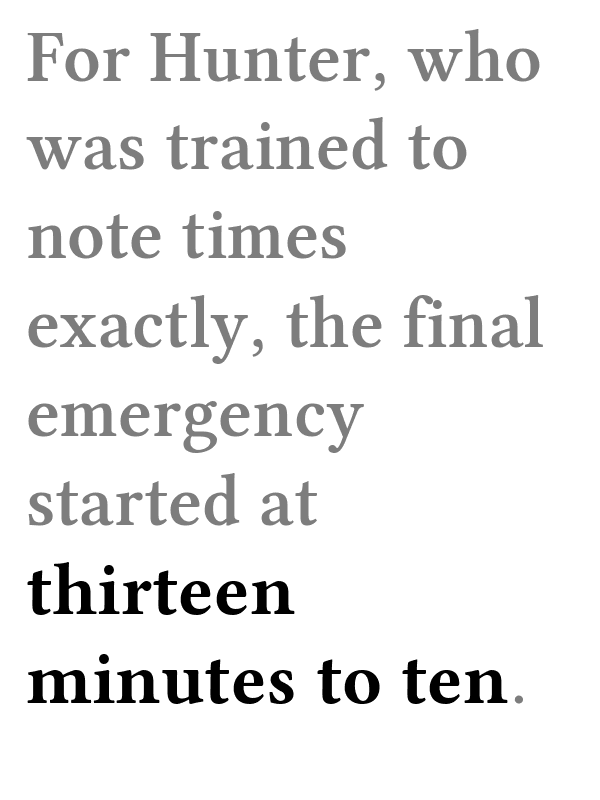 For Hunter, who
was trained to
note times
exactly, the final
emergency
started at
thirteen
minutes to ten.